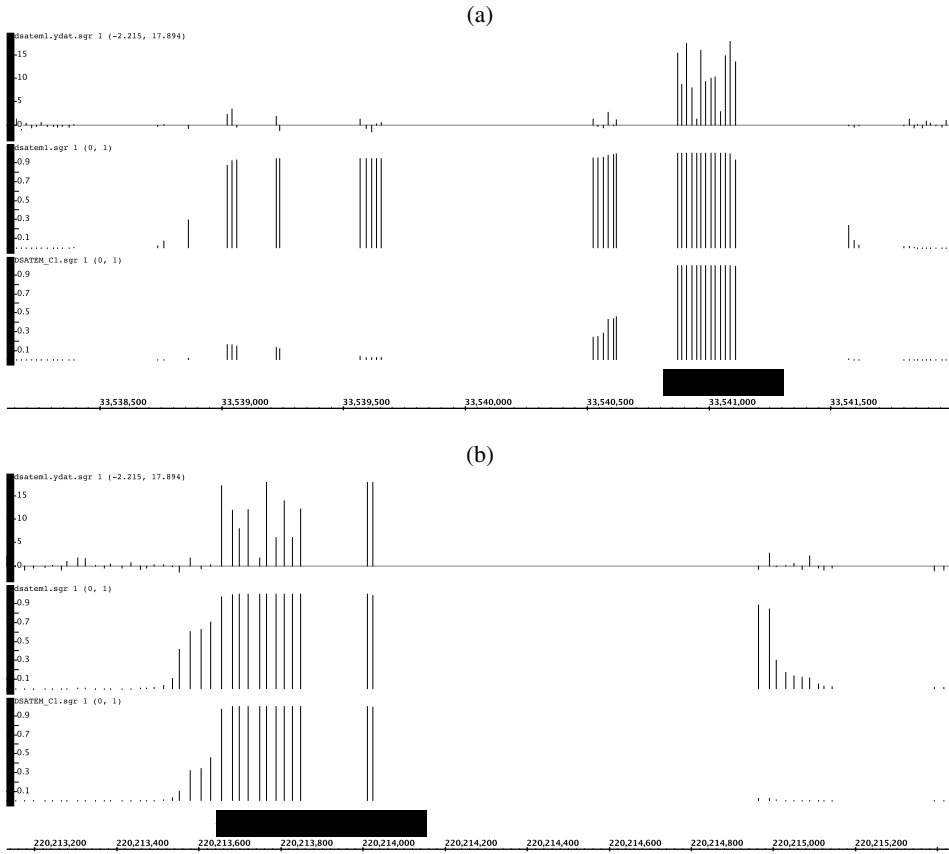 (a)
dsatem1.ydat.sgr 1 (-2.215, 17.894)
15
10
5
0
dsatem1.sgr 1 (0, 1)
0.9
0.7
0.5
0.3
0.1
DSATEM_C1.sgr 1 (0, 1)
0.9
0.7
0.5
0.3
0.1
33,538,500 33,539,000 33,539,500 33,540,000 33,540,500 33,541,000 33,541,500
(b)
dsatem1.ydat.sgr 1 (-2.215, 17.894)
15
10
5
0
dsatem1.sgr 1 (0, 1)
0.9
0.7
0.5
0.3
0.1
DSATEM_C1.sgr 1 (0, 1)
0.9
0.7
0.5
0.3
0.1
220,213,200 220,213,400 220,213,600 220,213,800 220,214,000 220,214,200 220,214,400 220,214,600 220,214,800 220,215,000 220,215,200